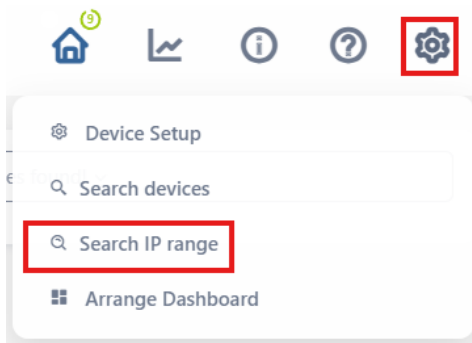 9
Device Setup
Search devices
Search IP range
Arrange Dashboard